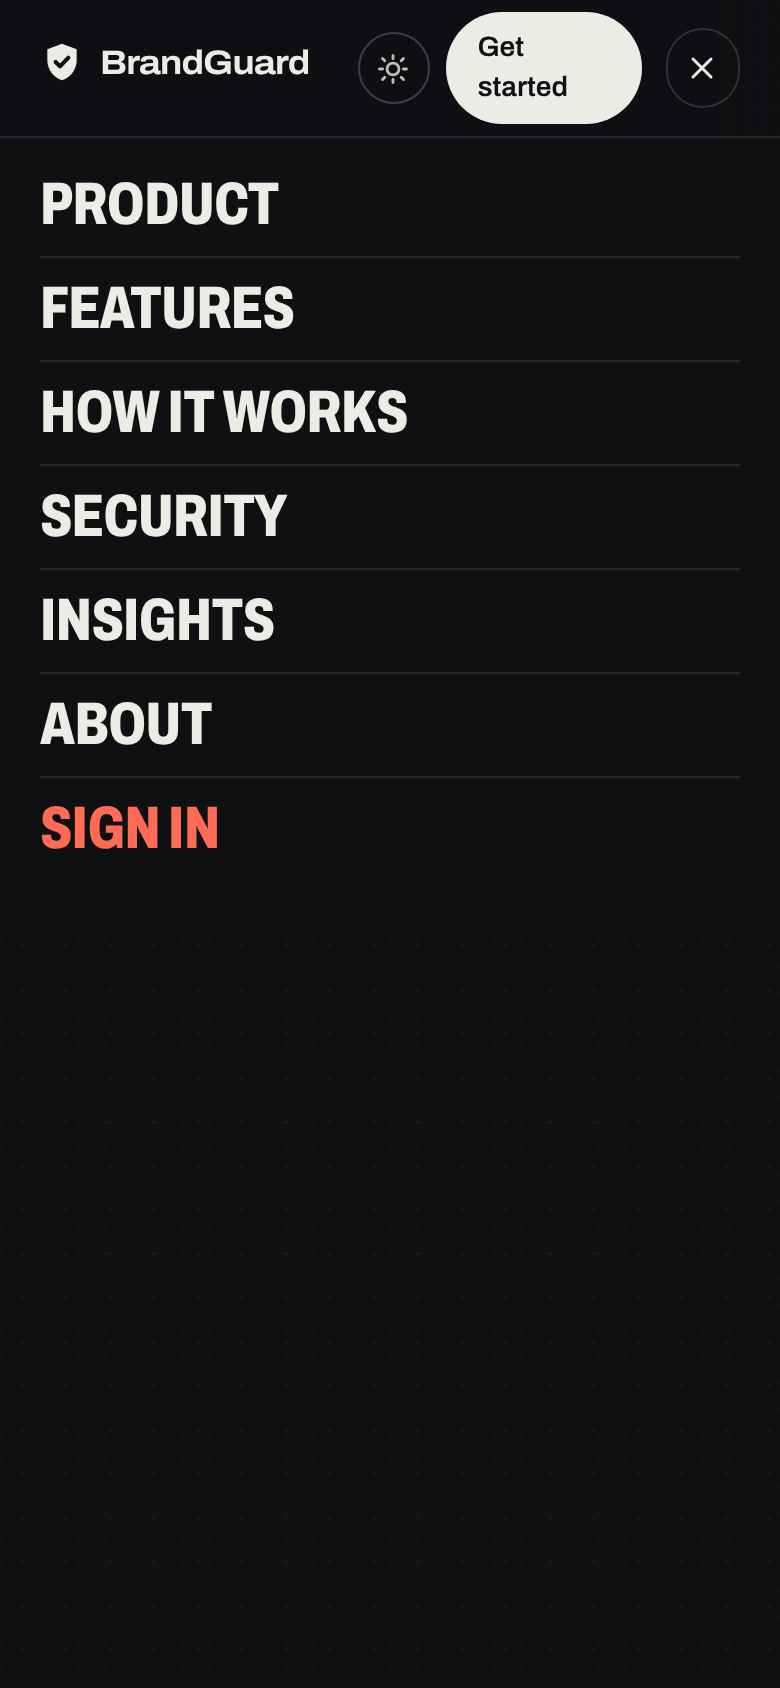 BrandGuard
Get
started
PRODUCT
FEATURES
HOW IT WORKS
SECURITY
INSIGHTS
ABOUT
SIGN IN